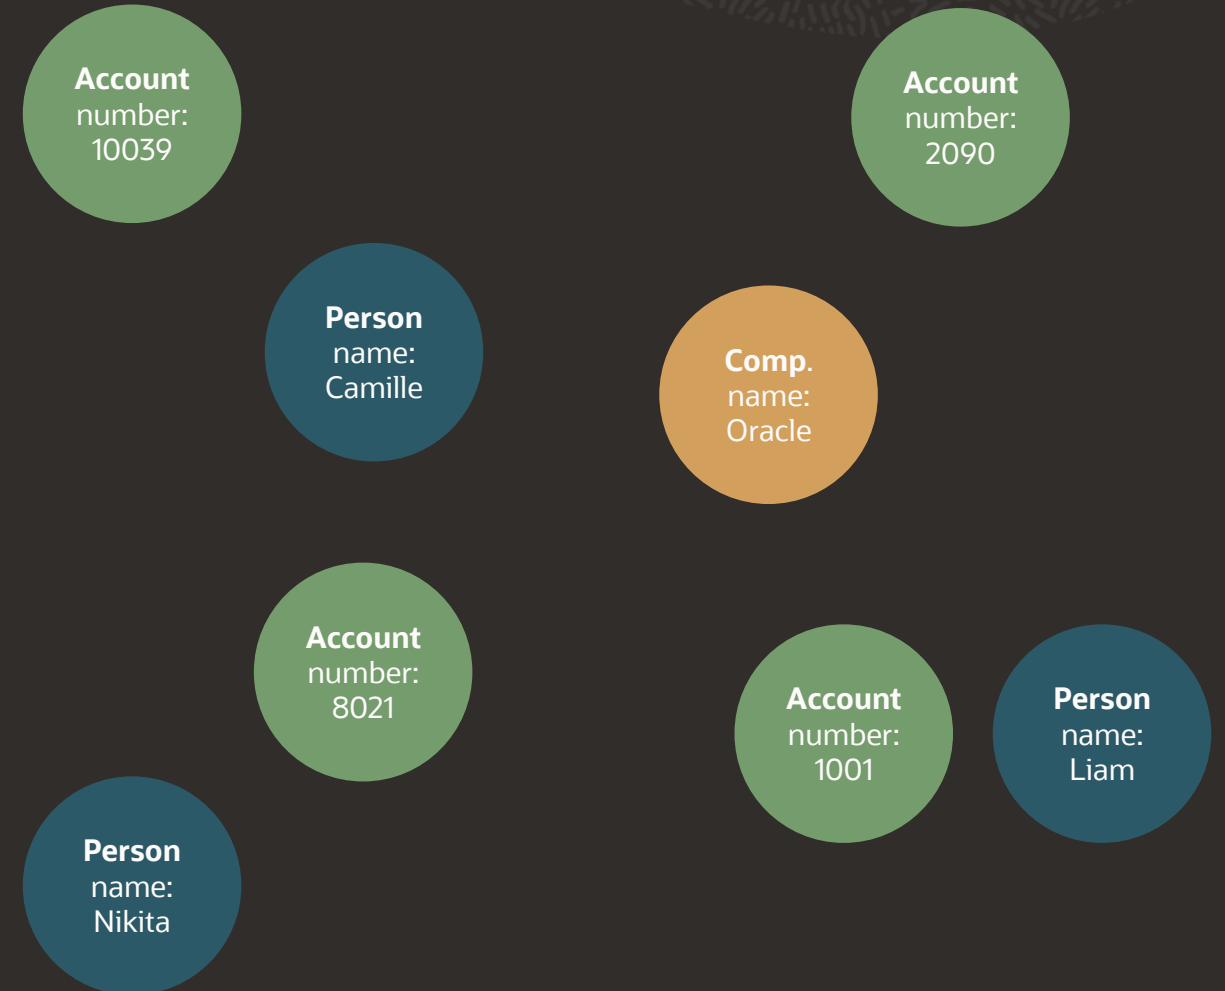 Account
number:
10039
Account
number:
2090
Person
name:
Camille
Comp.
name:
Oracle
Account
number:
8021
Account
number:
1001
Person
name:
Liam
Person
name:
Nikita